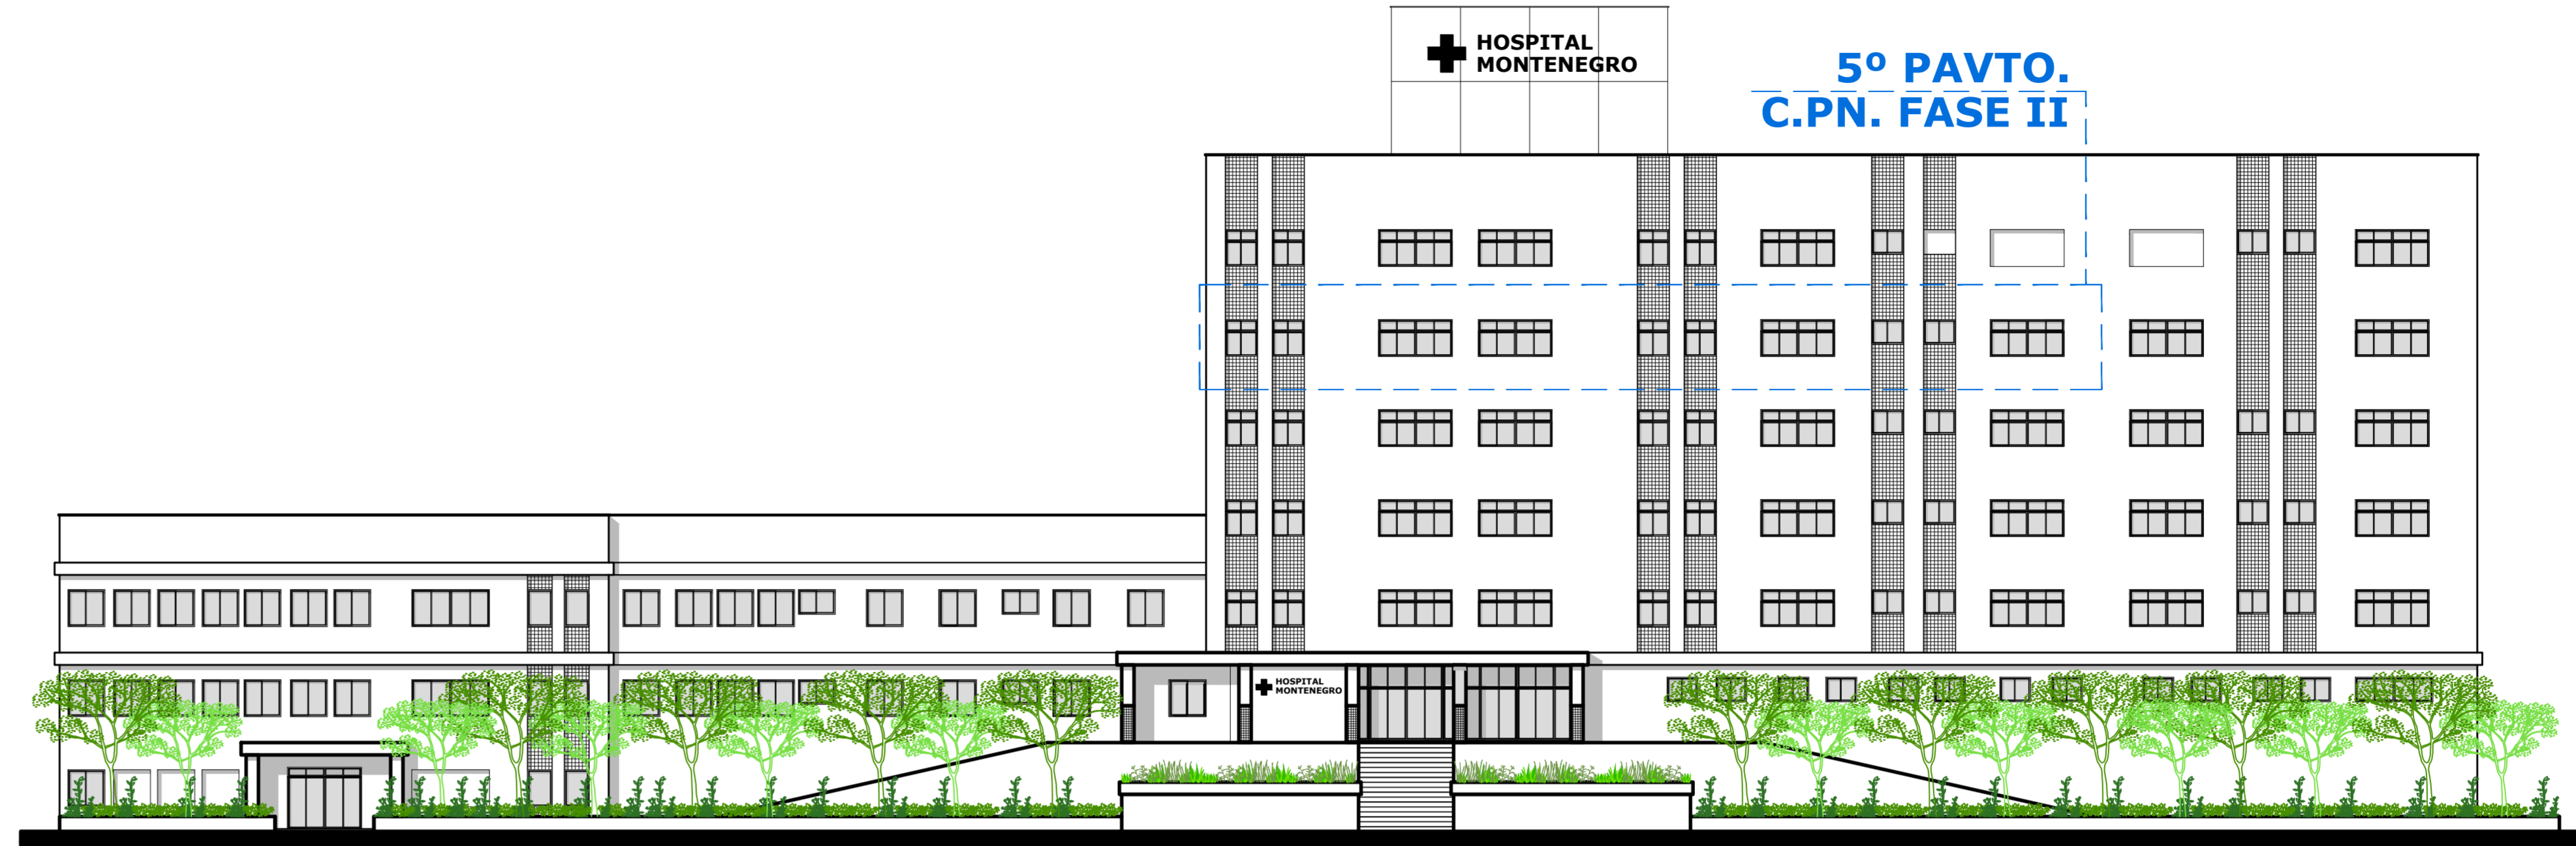 HOSPITAL
MONTENEGRO
5º PAVTO.
C.PN. FASE II
HOSPITAL
MONTENEGRO